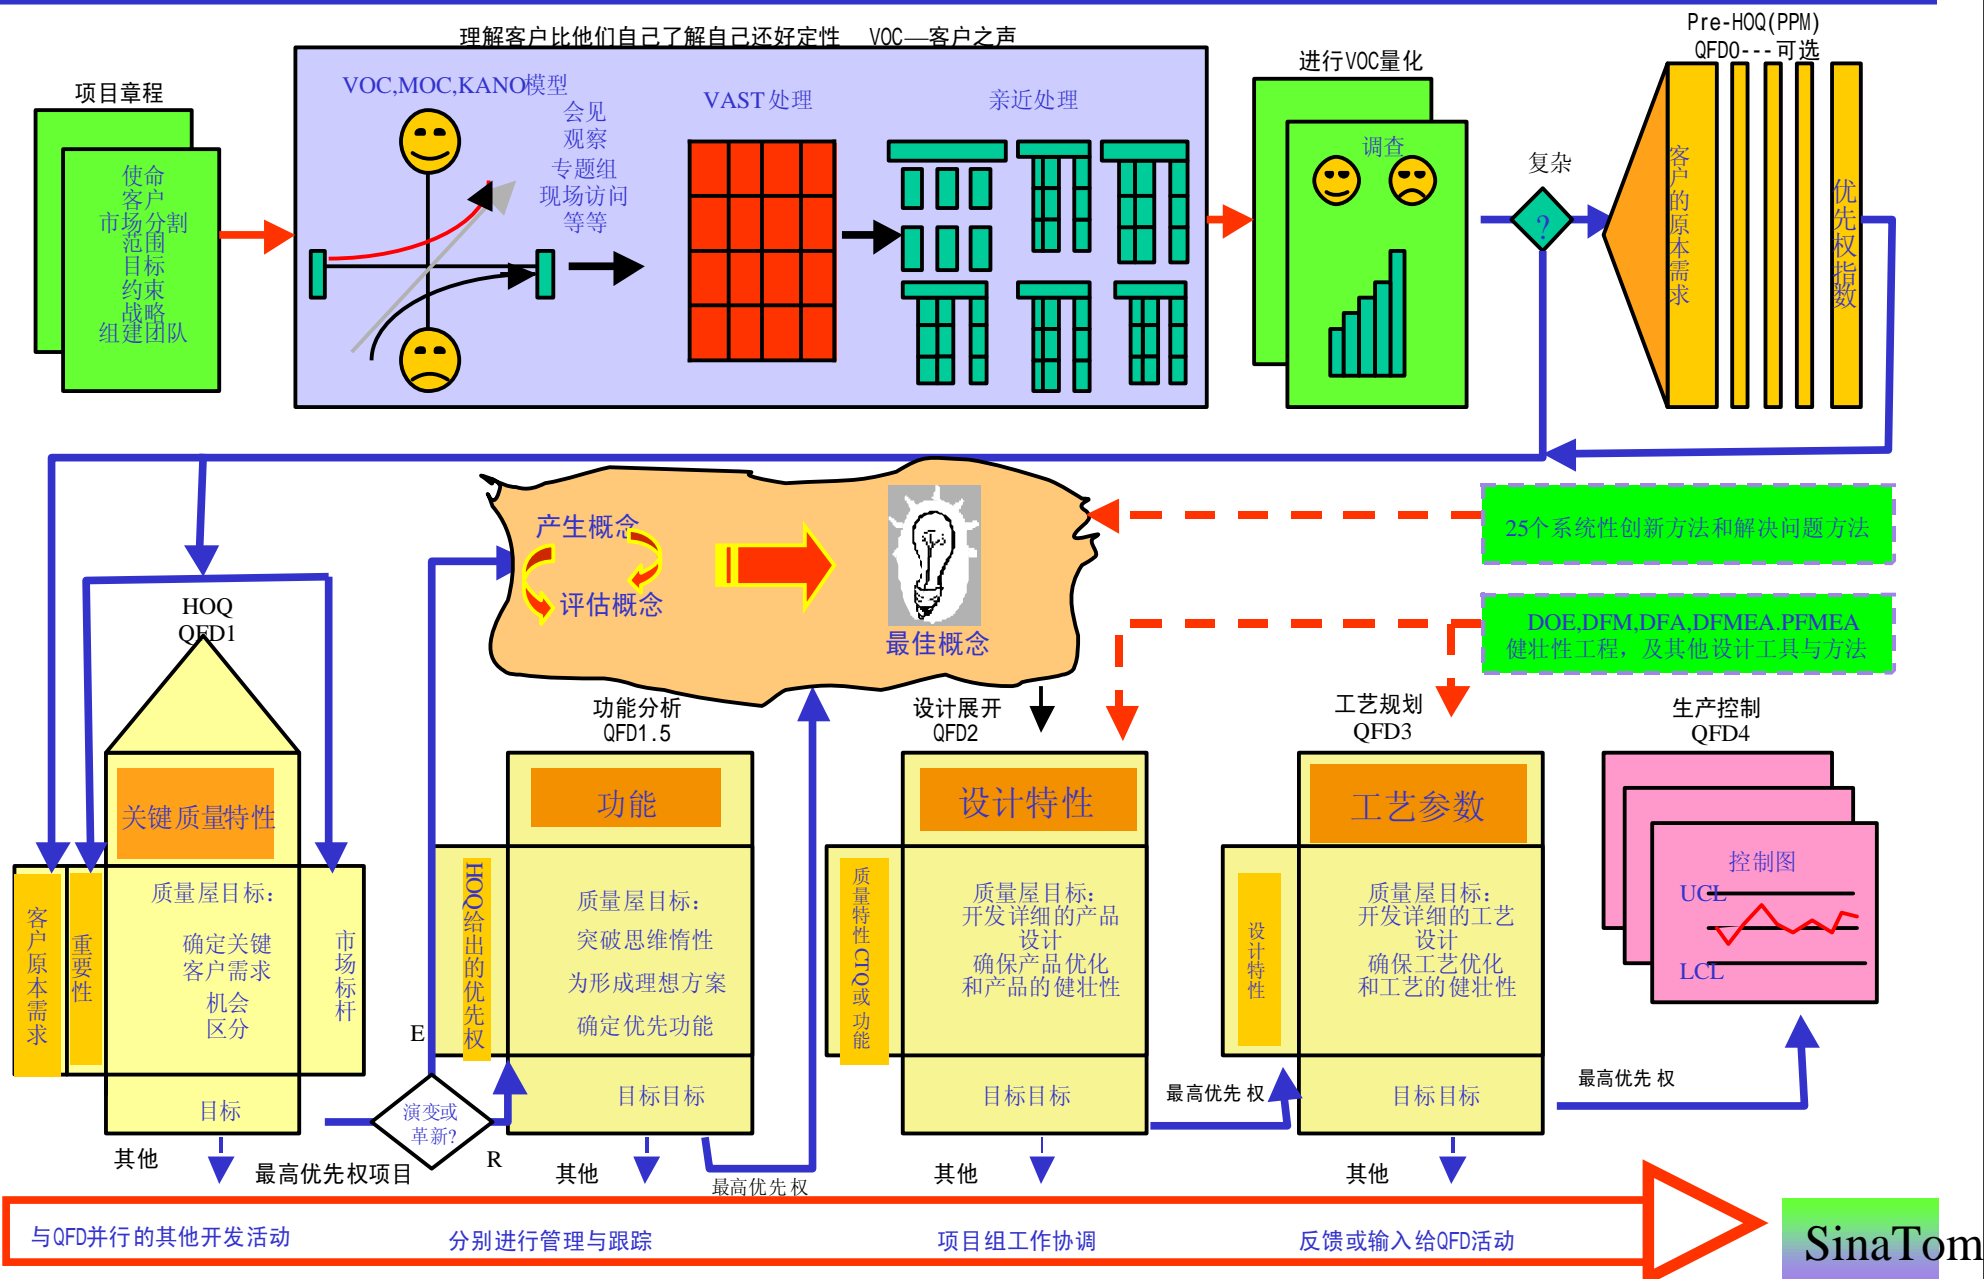 理解客户比他们自己了解自己还好定性 VOC—客户之声
Pre-HOQ(PPM)
QFD0---可选
项目章程
使命
客户
市场分割
范围
目标
约束
战略
组建团队
VOC,MOC,KANO模型
会见
观察
专题组
现场访问
等等
VAST处理
亲近处理
进行VOC量化
调查
复杂
?
客户的原本需求
优先权指数
产生概念
评估概念
最佳概念
25个系统性创新方法和解决问题方法
DOE,DFM,DFA,DFMEA.PFMEA
健壮性工程，及其他设计工具与方法
HOQ
QFD1
关键质量特性
客户原本需求
重要性
质量屋目标：
确定关键
客户需求
机会
区分
市场标杆
目标
其他
最高优先权项目
演变或
革新?
E
R
功能分析
QFD1.5
功能
HOQ给出的优先权
质量屋目标：
突破思维惰性
为形成理想方案
确定优先功能
目标目标
其他
最高优先权
设计展开
QFD2
设计特性
质量特性CTQ或功能
质量屋目标：
开发详细的产品
设计
确保产品优化
和产品的健壮性
目标目标
其他
最高优先 权
工艺规划
QFD3
工艺参数
设计特性
质量屋目标：
开发详细的工艺
设计
确保工艺优化
和工艺的健壮性
目标目标
其他
最高优先 权
生产控制
QFD4
控制图
UCL
LCL
与QFD并行的其他开发活动
分别进行管理与跟踪
项目组工作协调
反馈或输入给QFD活动
SinaTom